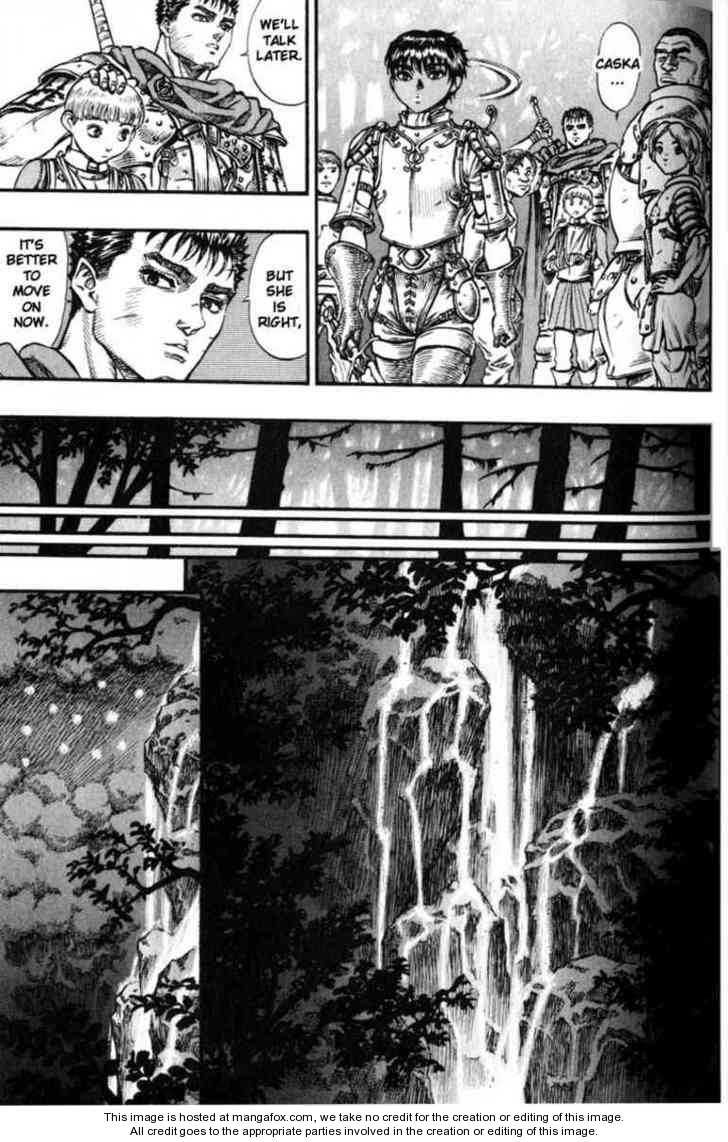 CASKA
...
WE'LL
TALK
LATER.
BUT
SHE
IS
RIGHT,
IT'S
BETTER
TO
MOVE
ON
NOW.
This image is hosted at mangafox.com, we take no credit for the creation or editing of this image.
All credit goes to the appropriate parties involved in the creation or editing of this image.